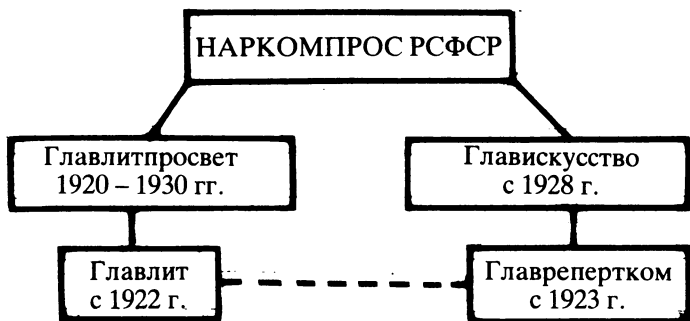 НАРКОМПРОС РСФСР
Главлитпросвет
1920 – 1930 гг.
Главискусство
с 1928 г.
Главлит
с 1922 г.
Главрепертком
с 1923 г.